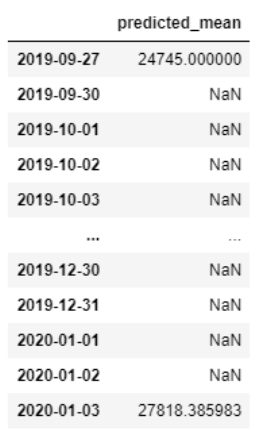 predicted_mean
2019-09-27 24745.000000
2019-09-30 NaN
2019-10-01 NaN
2019-10-02 NaN
2019-10-03 NaN
... ...
2019-12-30 NaN
2019-12-31 NaN
2020-01-01 NaN
2020-01-02 NaN
2020-01-03 27818.385983